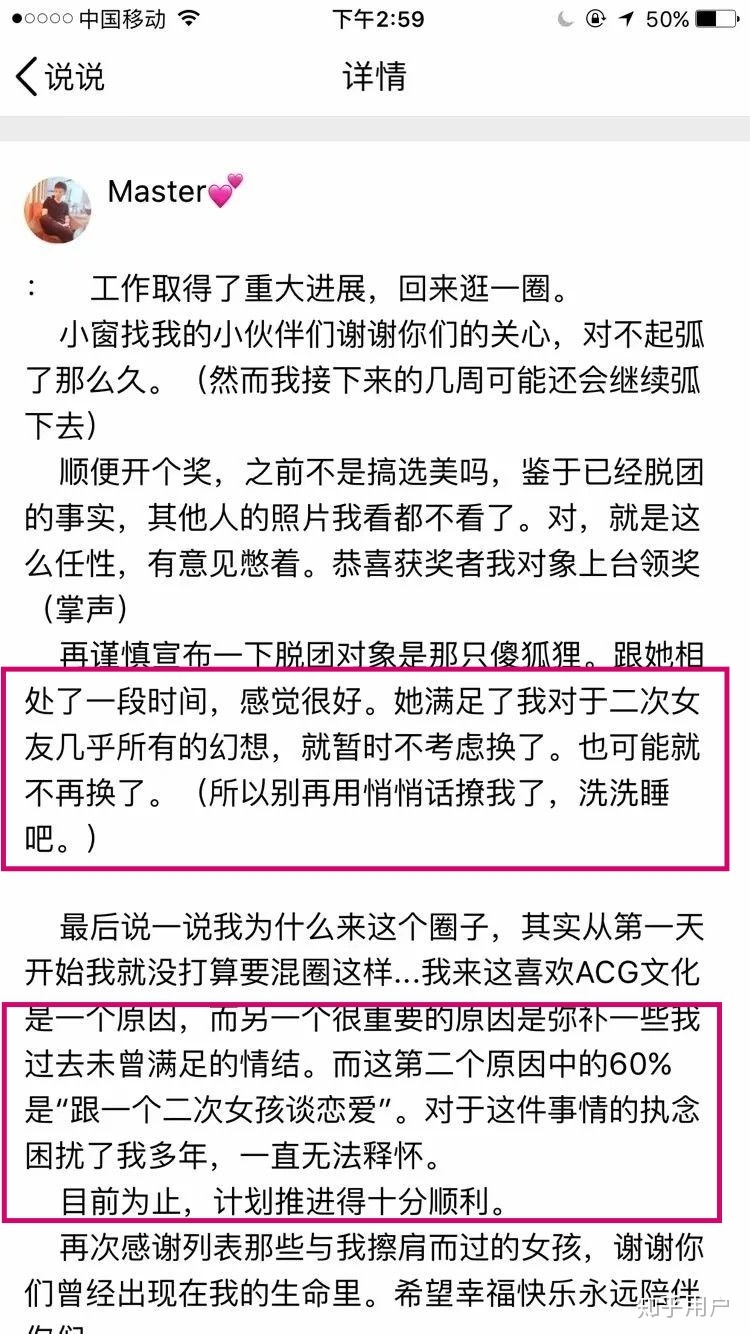 中国移动
下午2:59
50%
说说
详情
Master💕
：　工作取得了重大进展，回来逛一圈。
小窗找我的小伙伴们谢谢你们的关心，对不起弧
了那么久。（然而我接下来的几周可能还会继续弧
下去）
顺便开个奖，之前不是搞选美吗，鉴于已经脱团
的事实，其他人的照片我看都不看了。对，就是这
么任性，有意见憋着。恭喜获奖者我对象上台领奖
（掌声）
再谨慎宣布一下脱团对象是那只傻狐狸。跟她相
处了一段时间，感觉很好。她满足了我对于二次女
友几乎所有的幻想，就暂时不考虑换了。也可能就
不再换了。（所以别再用悄悄话撩我了，洗洗睡
吧。）
最后说一说我为什么来这个圈子，其实从第一天
开始我就没打算要混圈这样...我来这喜欢ACG文化
是一个原因，而另一个很重要的原因是弥补一些我
过去未曾满足的情结。而这第二个原因中的60%
是“跟一个二次女孩谈恋爱”。对于这件事情的执念
困扰了我多年，一直无法释怀。
目前为止，计划推进得十分顺利。
再次感谢列表那些与我擦肩而过的女孩，谢谢你
们曾经出现在我的生命里。希望幸福快乐永远陪伴
你们
知乎用户